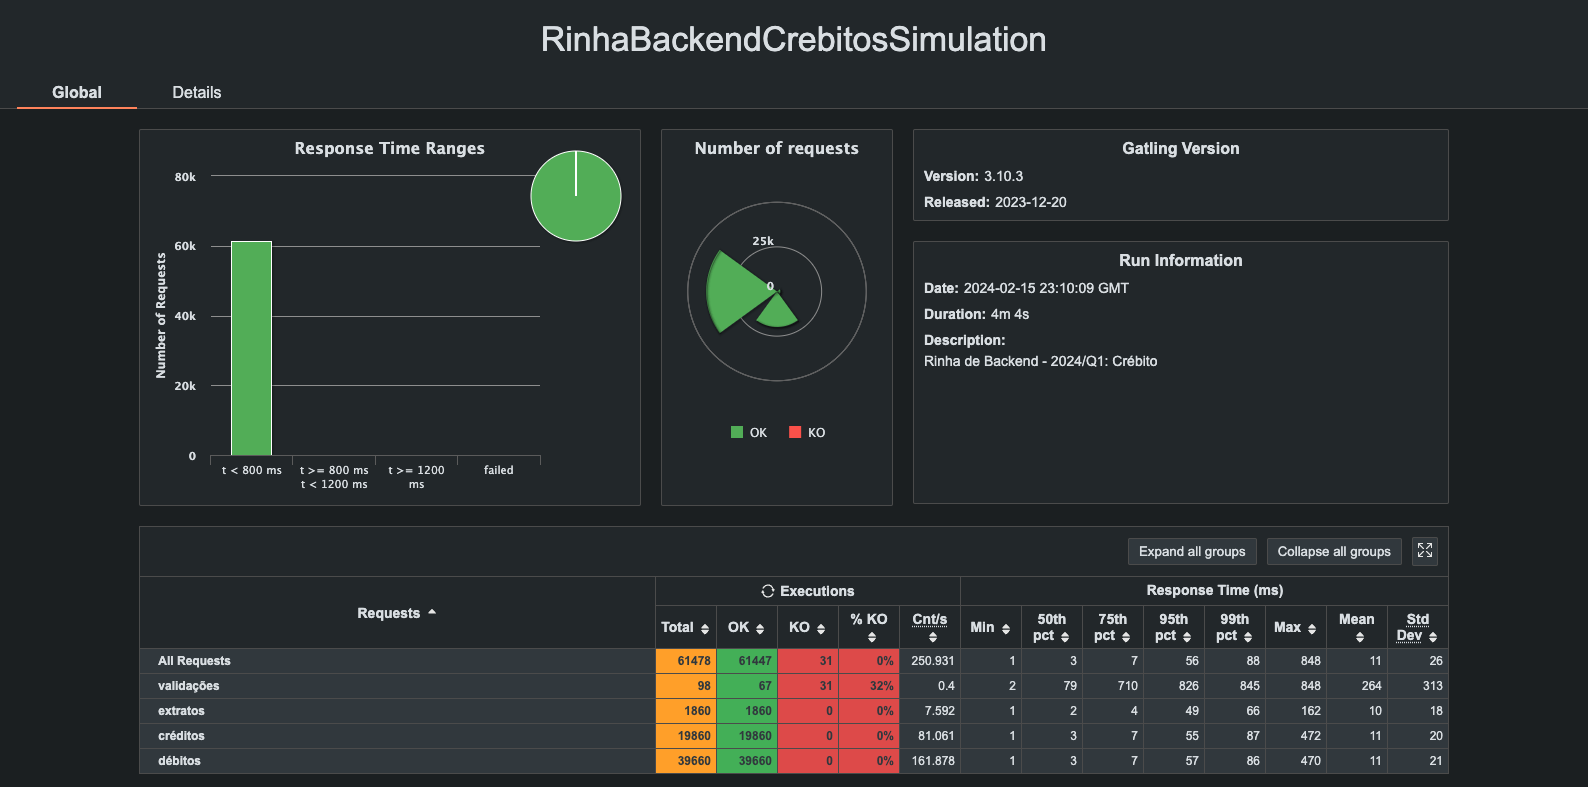 RinhaBackendCrebitosSimulation
Global Details
Response Time Ranges
80k
60k
40k
20k
0
Number of Requests
t < 800 ms
t >= 800 ms
t < 1200 ms
t >= 1200
ms
failed
Number of requests
25k
0
OK KO
Gatling Version
Version: 3.10.3
Released: 2023-12-20
Run Information
Date: 2024-02-15 23:10:09 GMT
Duration: 4m 4s
Description:
Rinha de Backend - 2024/Q1: Crébito
Expand all groups Collapse all groups
Requests Executions Response Time (ms)
Total OK KO % KO Cnt/s Min 50th pct 75th pct 95th pct 99th pct Max Mean Std Dev
All Requests 61478 61447 31 0% 250.931 1 3 7 56 88 848 11 26
validações 98 67 31 32% 0.4 2 79 710 826 845 848 264 313
extratos 1860 1860 0 0% 7.592 1 2 4 49 66 162 10 18
créditos 19860 19860 0 0% 81.061 1 3 7 55 87 472 11 20
débitos 39660 39660 0 0% 161.878 1 3 7 57 86 470 11 21